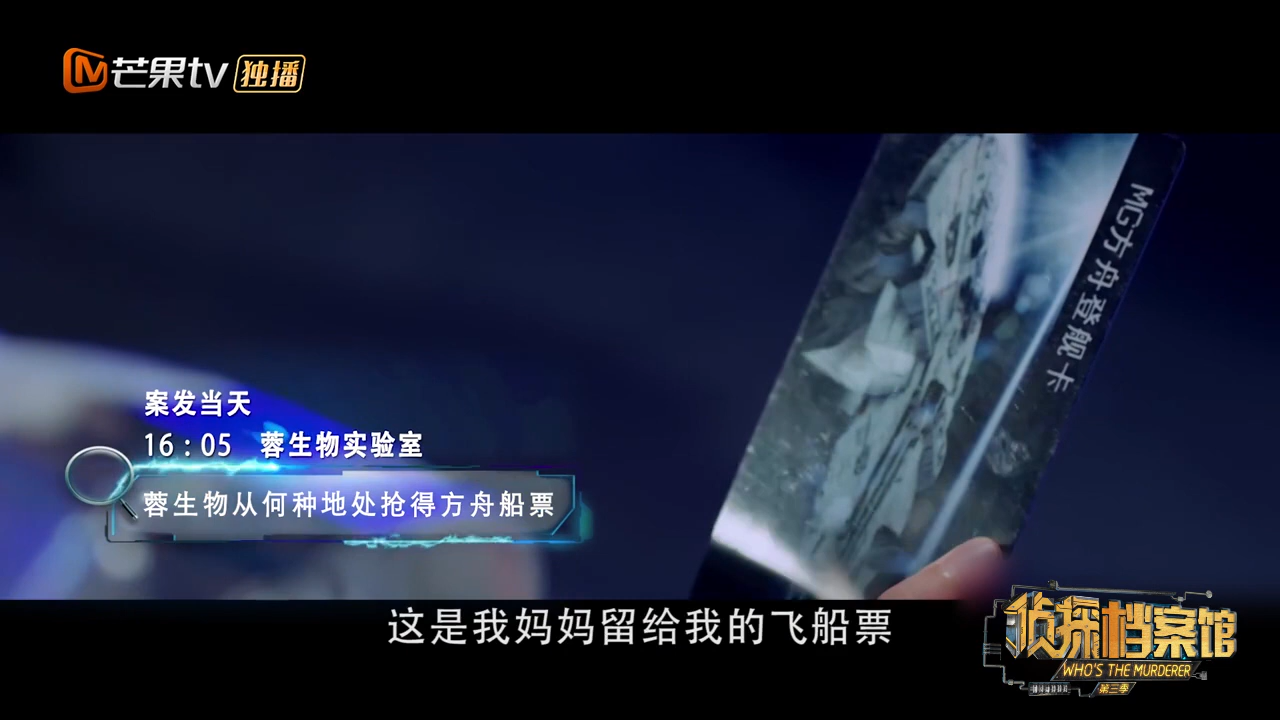 芒果tv 独播
MG方舟登舰卡
案发当天
16：05 蓉生物实验室
蓉生物从何种地处抢得方舟船票
这是我妈妈留给我的飞船票
侦探档案馆
WHO'S THE MURDERER
第三季